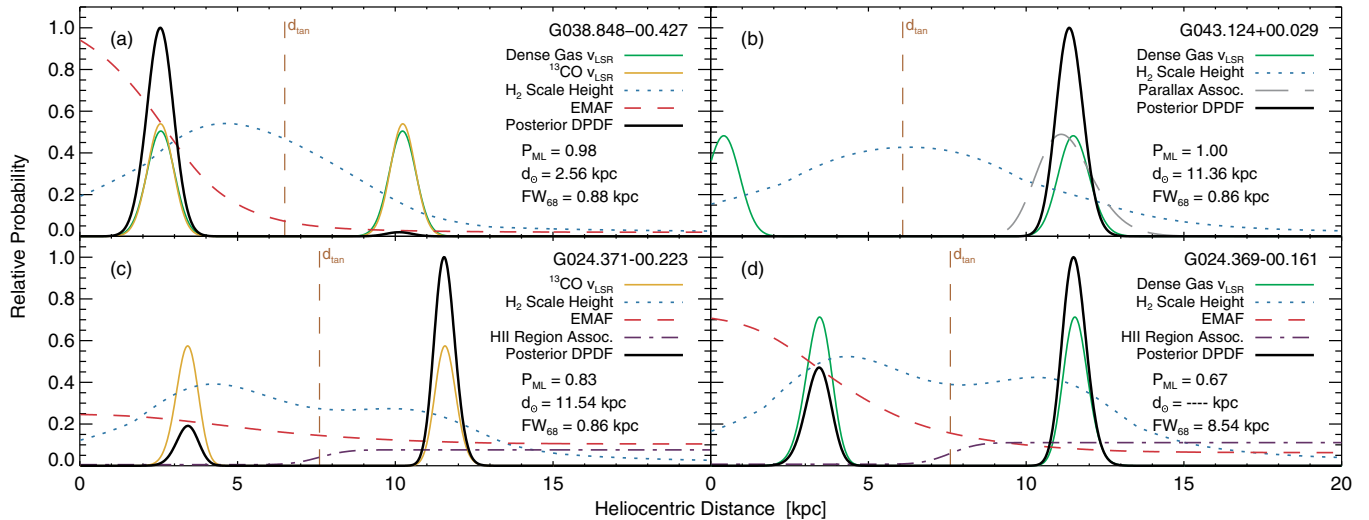 Relative Probability
1.0
0.8
0.6
0.4
0.2
0.0
(a)
d_tan
G038.848−00.427
Dense Gas v_LSR
¹³CO v_LSR
H₂ Scale Height
EMAF
Posterior DPDF
P_ML = 0.98
d_⊙ = 2.56 kpc
FW₆₈ = 0.88 kpc
(b)
d_tan
G043.124+00.029
Dense Gas v_LSR
H₂ Scale Height
Parallax Assoc.
Posterior DPDF
P_ML = 1.00
d_⊙ = 11.36 kpc
FW₆₈ = 0.86 kpc
1.0
0.8
0.6
0.4
0.2
0.0
(c)
d_tan
G024.371-00.223
¹³CO v_LSR
H₂ Scale Height
EMAF
HII Region Assoc.
Posterior DPDF
P_ML = 0.83
d_⊙ = 11.54 kpc
FW₆₈ = 0.86 kpc
(d)
d_tan
G024.369-00.161
Dense Gas v_LSR
H₂ Scale Height
EMAF
HII Region Assoc.
Posterior DPDF
P_ML = 0.67
d_⊙ = ---- kpc
FW₆₈ = 8.54 kpc
0 5 10 15 0 5 10 15 20
Heliocentric Distance [kpc]